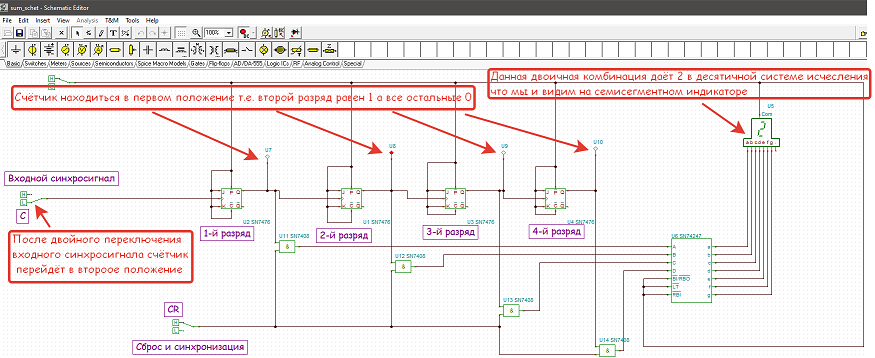 sum_schet - Schematic Editor
File Edit Insert View Analysis T&M Tools Help
100%
Basic Switches Meters Sources Semiconductors Spice Macro Models Gates Flip-flops AD/DA-555 Logic ICs RF Analog Control Special
H
L
Данная двоичная комбинация даёт 2 в десятичной системе исчесления
что мы и видим на семисегментном индикаторе
Счётчик находиться в первом положение т.е. второй разряд равен 1 а все остальные 0
U5
Com
2
a b c d e f g
U7
U8
U9
U10
Входной синхросигнал
H
L
C
U2 SN7476
U1 SN7476
U3 SN7476
U4 SN7476
1-й разряд
2-й разряд
3-й разряд
4-й разряд
После двойного переключения
входного синхросигнала счётчик
перейдёт в второое положение
U11 SN7408
&
U12 SN7408
&
U6 SN74247
A a
B b
C c
D d
BI/RBO e
LT f
RBI g
U13 SN7408
&
CR
H
L
U14 SN7408
&
Сброс и синхронизация